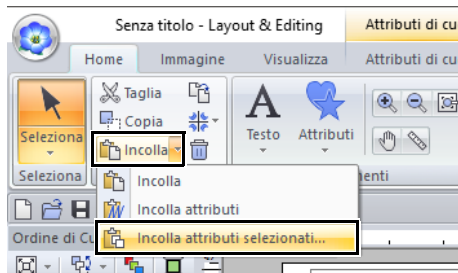 Senza titolo - Layout & Editing
Attributi di cu
Home
Immagine
Visualizza
Attributi di cu
Seleziona
Taglia
Copia
Incolla
Testo
Attributi
Seleziona
enti
Incolla
Incolla attributi
Incolla attributi selezionati...
Ordine di Cu